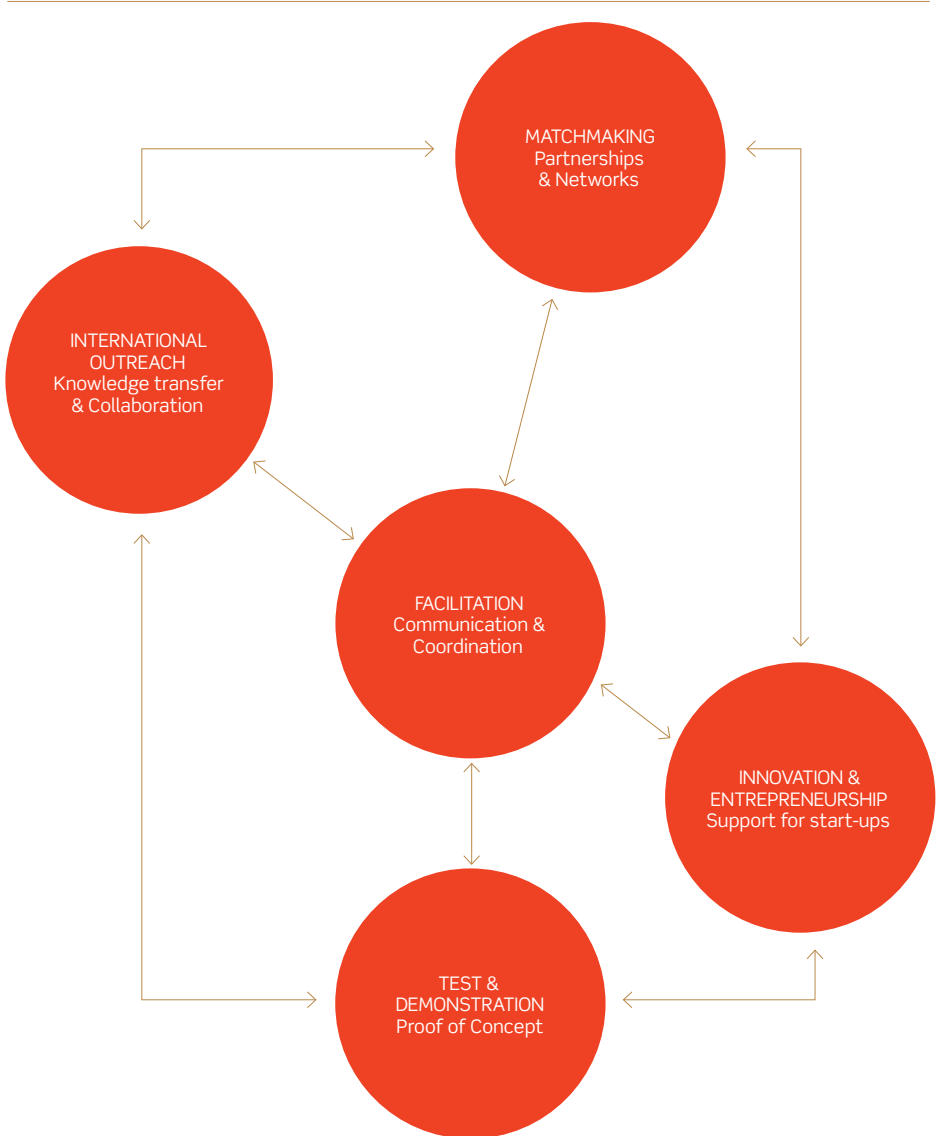 MATCHMAKING
Partnerships
& Networks
INTERNATIONAL
OUTREACH
Knowledge transfer
& Collaboration
FACILITATION
Communication &
Coordination
INNOVATION &
ENTREPRENEURSHIP
Support for start-ups
TEST &
DEMONSTRATION
Proof of Concept